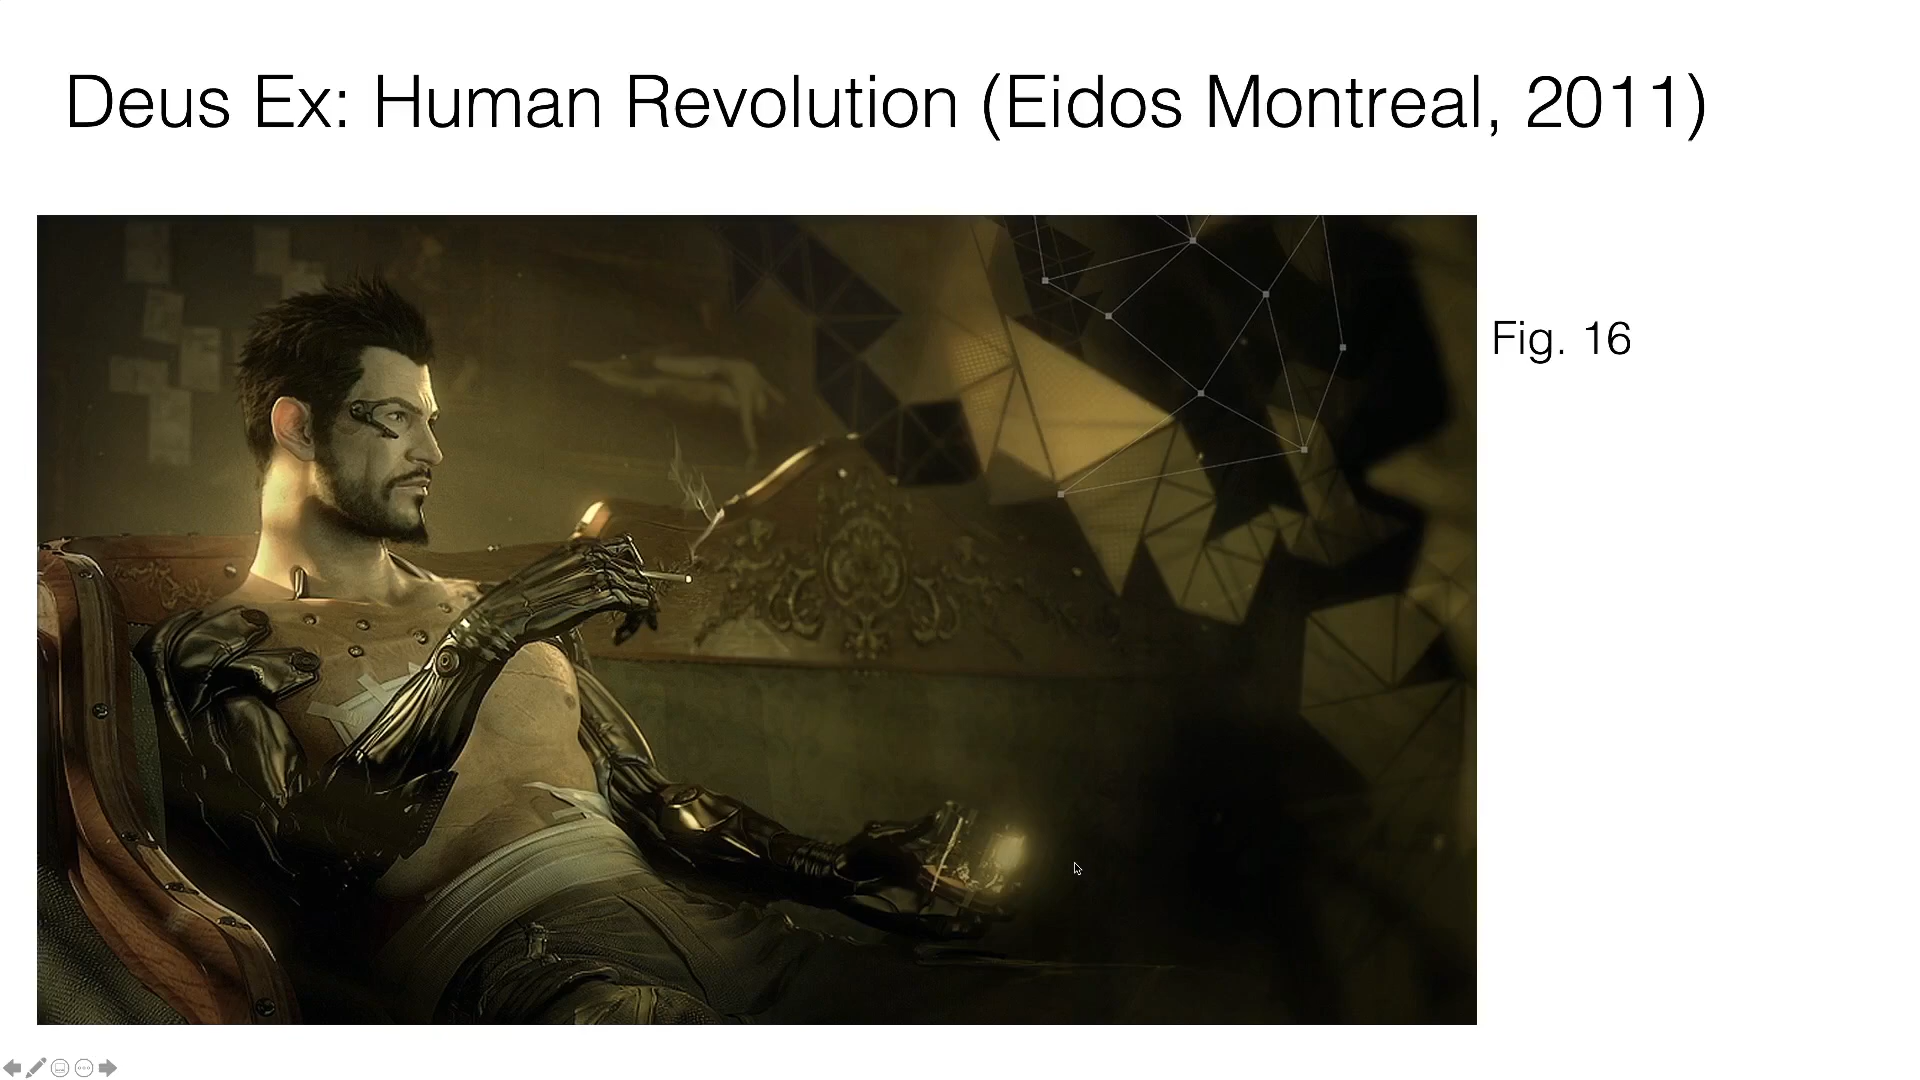 Deus Ex: Human Revolution (Eidos Montreal, 2011)
Fig. 16